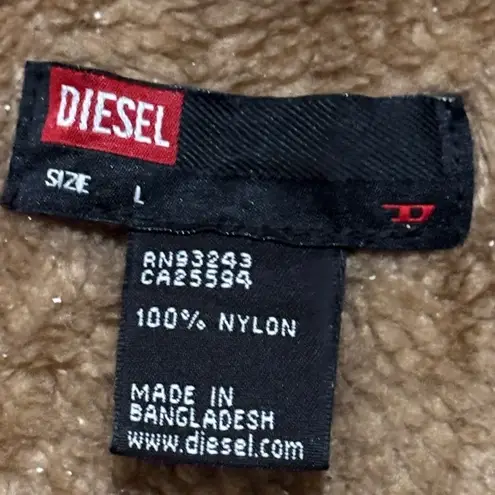 DIESEL
SIZE L
D
RN93243
CA25594
100% NYLON
MADE IN
BANGLADESH
www.diesel.com